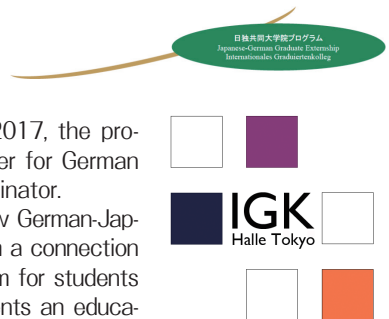 日独共同大学院プログラム
Japanese-German Graduate Externship
Internationales Graduiertenkolleg
2017, the pro-
er for German
inator.
w German-Jap-
a connection
m for students
nts an educa-
IGK
Halle Tokyo